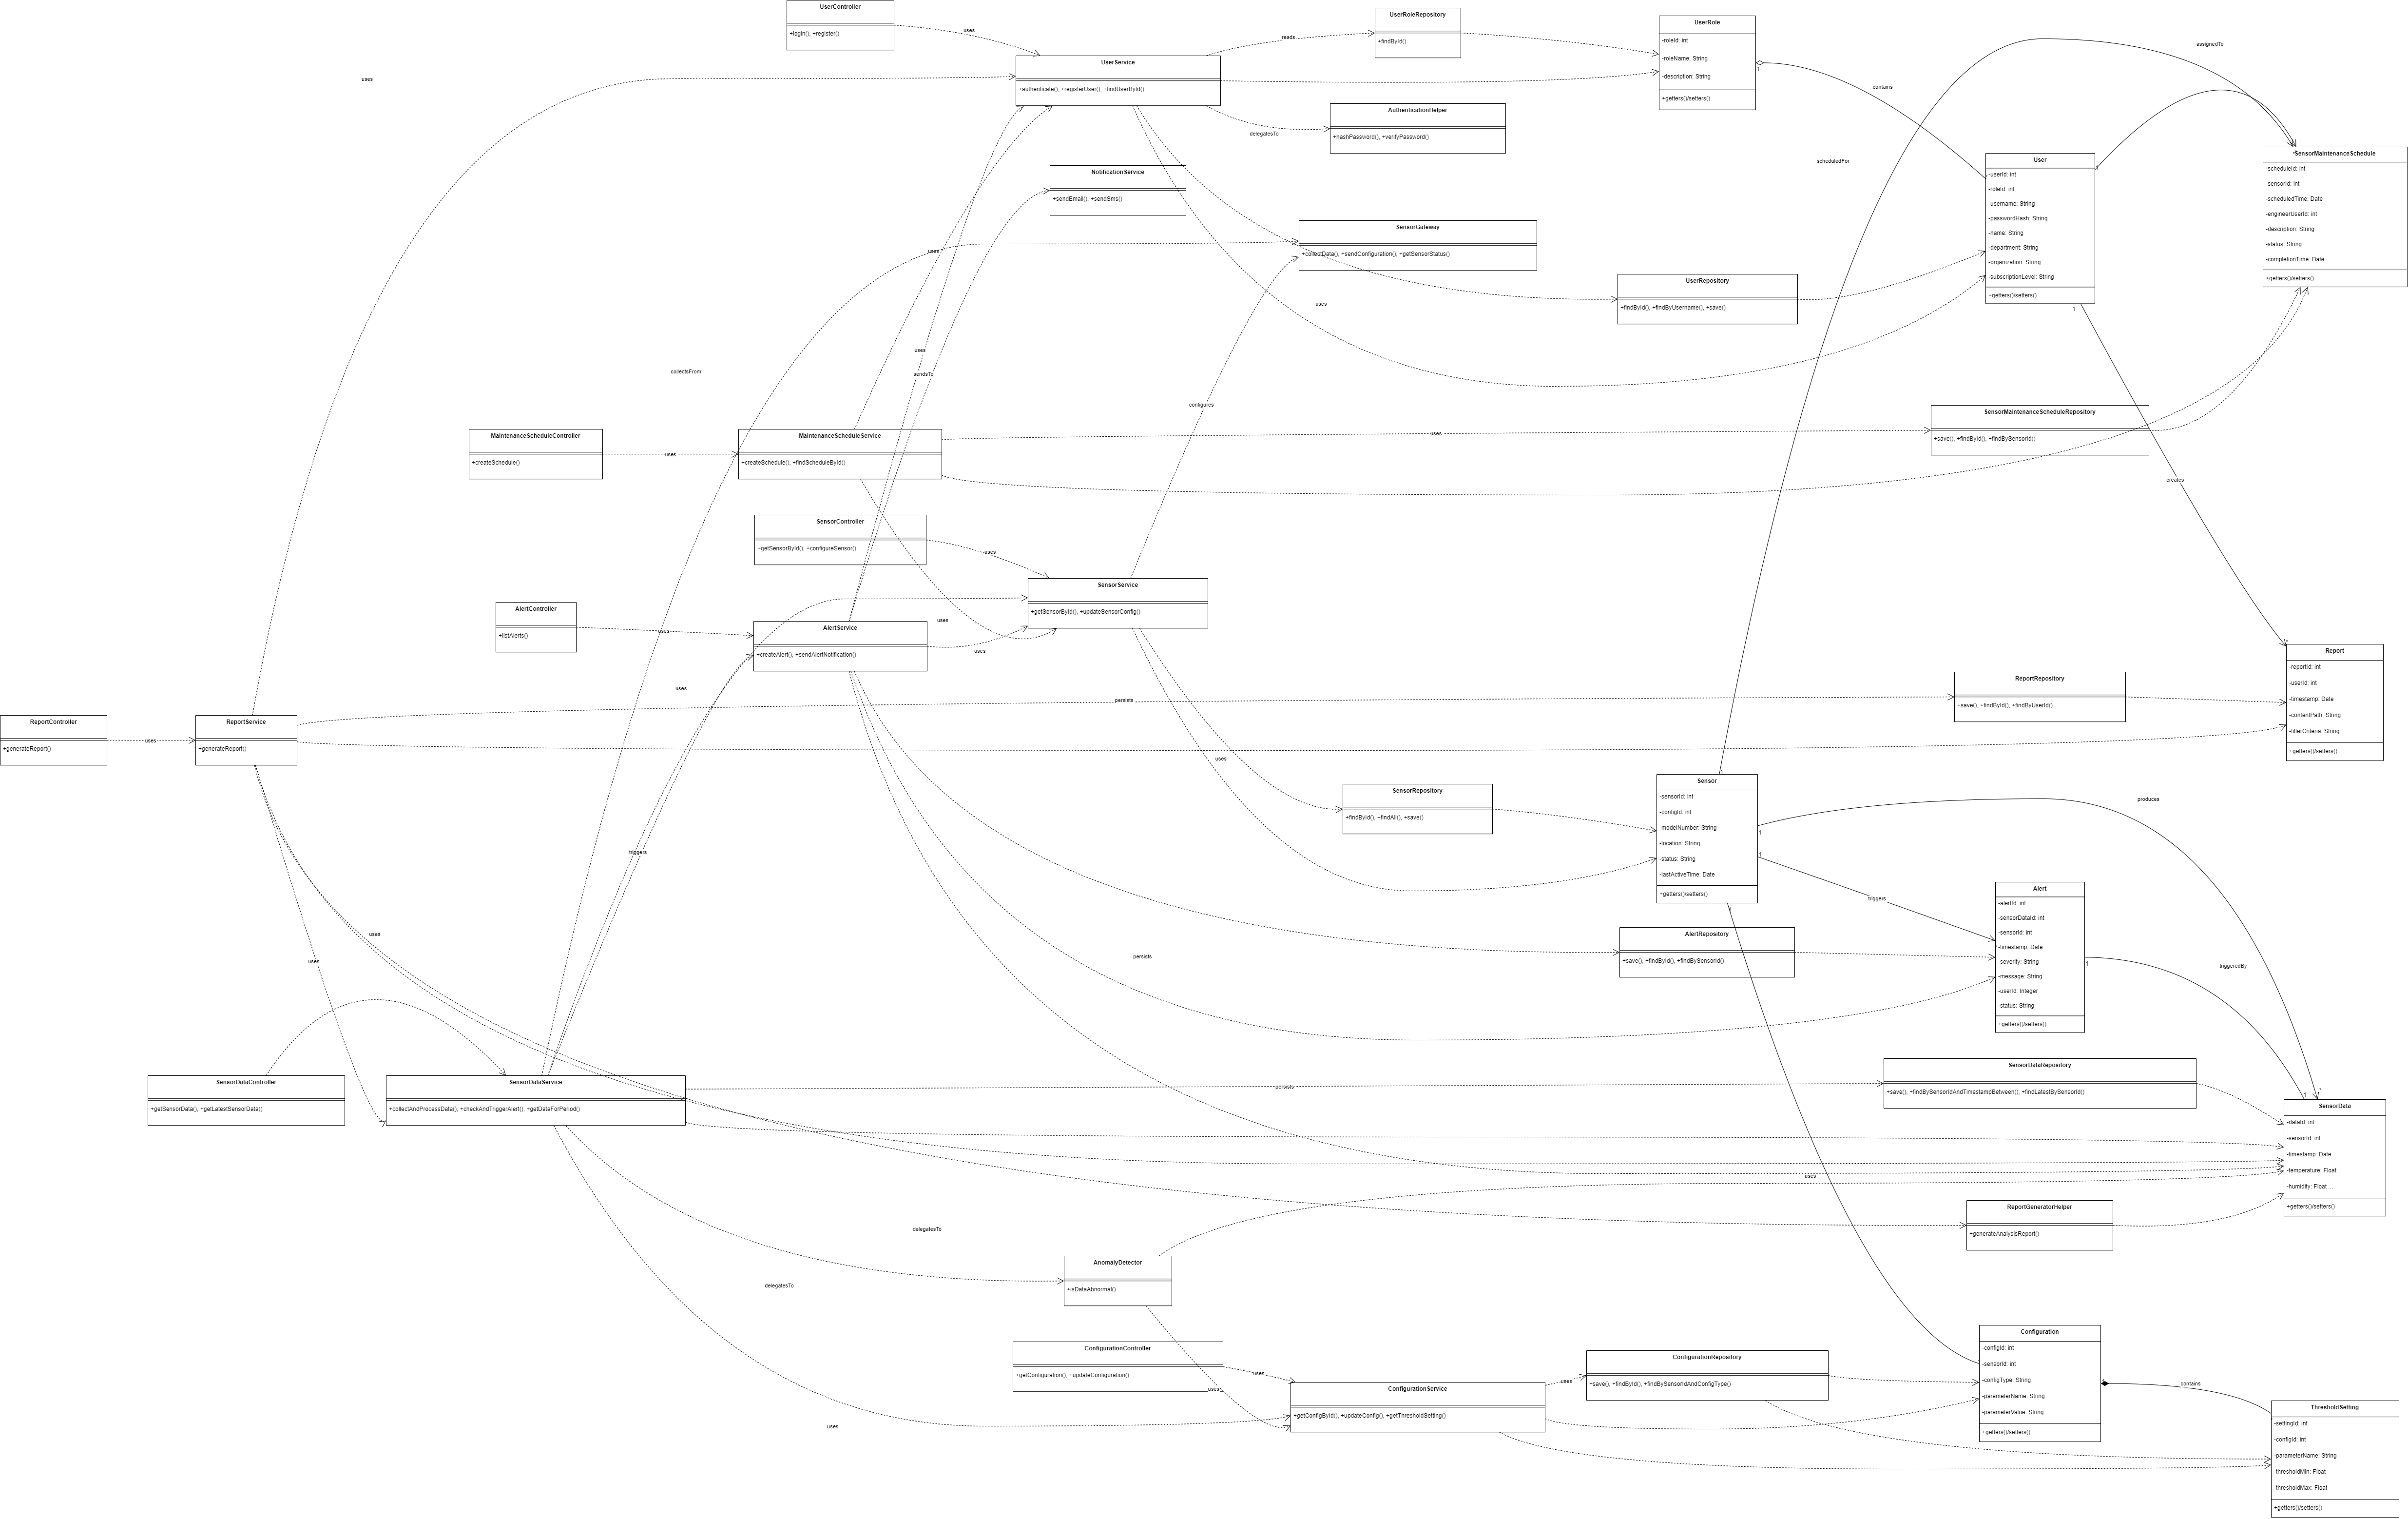 UserController
+login(), +register()
uses
UserRoleRepository
+findById()
reads
UserRole
-roleId: int
-roleName: String
-description: String
+getters()/setters()
1
contains
assignedTo
uses
UserService
+authenticate(), +registerUser(), +findUserById()
AuthenticationHelper
+hashPassword(), +verifyPassword()
delegatesTo
scheduledFor
User
-userId: int
-roleId: int
-username: String
-passwordHash: String
-name: String
-department: String
-organization: String
-subscriptionLevel: String
+getters()/setters()
1
1
*SensorMaintenanceSchedule
-scheduleId: int
-sensorId: int
-scheduledTime: Date
-engineerUserId: int
-description: String
-status: String
-completionTime: Date
+getters()/setters()
NotificationService
+sendEmail(), +sendSms()
SensorGateway
+collectData(), +sendConfiguration(), +getSensorStatus()
uses
UserRepository
+findById(), +findByUsername(), +save()
uses
uses
collectsFrom
sendsTo
configures
SensorMaintenanceScheduleRepository
+save(), +findById(), +findBySensorId()
MaintenanceScheduleController
+createSchedule()
uses
MaintenanceScheduleService
+createSchedule(), +findScheduleById()
uses
creates
SensorController
+getSensorById(), +configureSensor()
uses
SensorService
+getSensorById(), +updateSensorConfig()
AlertController
+listAlerts()
uses
AlertService
+createAlert(), +sendAlertNotification()
uses
uses
uses
*
Report
-reportId: int
-userId: int
-timestamp: Date
-contentPath: String
-filterCriteria: String
+getters()/setters()
ReportRepository
+save(), +findById(), +findByUserId()
persists
ReportController
+generateReport()
uses
ReportService
+generateReport()
uses
SensorRepository
+findById(), +findAll(), +save()
1
Sensor
-sensorId: int
-configId: int
-modelNumber: String
-location: String
-status: String
-lastActiveTime: Date
+getters()/setters()
1
1
1
produces
triggers
triggers
Alert
-alertId: int
-sensorDataId: int
-sensorId: int
*-timestamp: Date
-severity: String
-message: String
-userId: Integer
-status: String
+getters()/setters()
1
triggeredBy
AlertRepository
+save(), +findById(), +findBySensorId()
persists
uses
uses
SensorDataController
+getSensorData(), +getLatestSensorData()
SensorDataService
+collectAndProcessData(), +checkAndTriggerAlert(), +getDataForPeriod()
persists
SensorDataRepository
+save(), +findBySensorIdAndTimestampBetween(), +findLatestBySensorId()
1
*
SensorData
-dataId: int
-sensorId: int
-timestamp: Date
-temperature: Float
-humidity: Float...
+getters()/setters()
uses
ReportGeneratorHelper
+generateAnalysisReport()
delegatesTo
AnomalyDetector
+isDataAbnormal()
delegatesTo
ConfigurationController
+getConfiguration(), +updateConfiguration()
uses
uses
ConfigurationService
+getConfigById(), +updateConfig(), +getThresholdSetting()
uses
uses
ConfigurationRepository
+save(), +findById(), +findBySensorIdAndConfigType()
Configuration
-configId: int
-sensorId: int
-configType: String
-parameterName: String
-parameterValue: String
+getters()/setters()
contains
ThresholdSetting
-settingId: int
-configId: int
-parameterName: String
-thresholdMin: Float
-thresholdMax: Float
+getters()/setters()